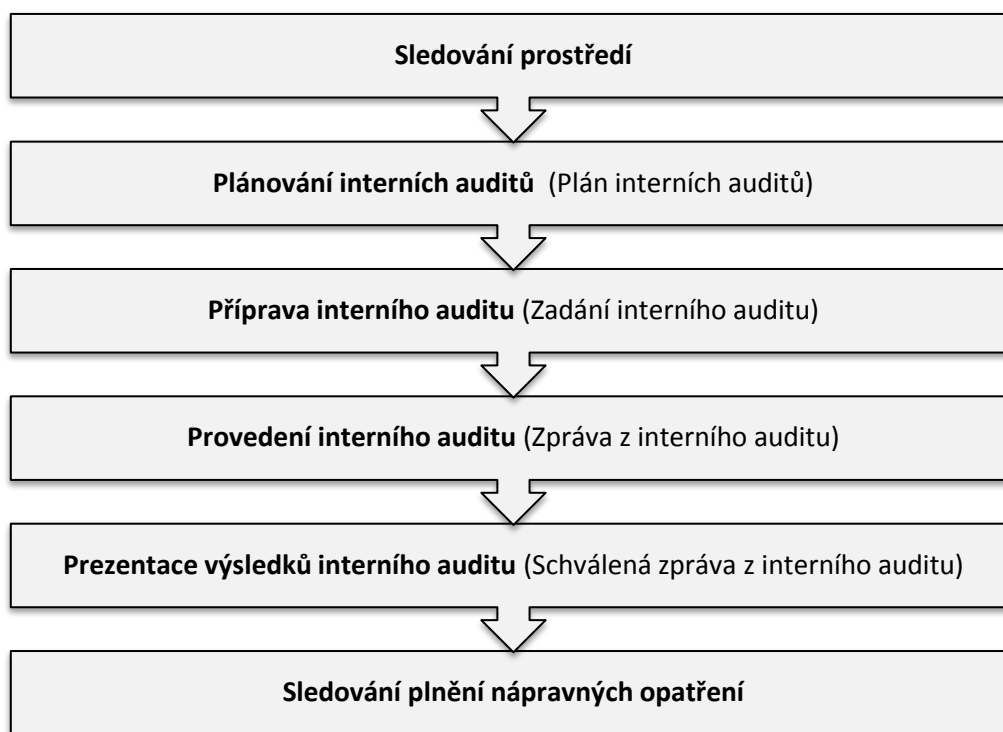 Sledování prostředí
Plánování interních auditů (Plán interních auditů)
Příprava interního auditu (Zadání interního auditu)
Provedení interního auditu (Zpráva z interního auditu)
Prezentace výsledků interního auditu (Schválená zpráva z interního auditu)
Sledování plnění nápravných opatření